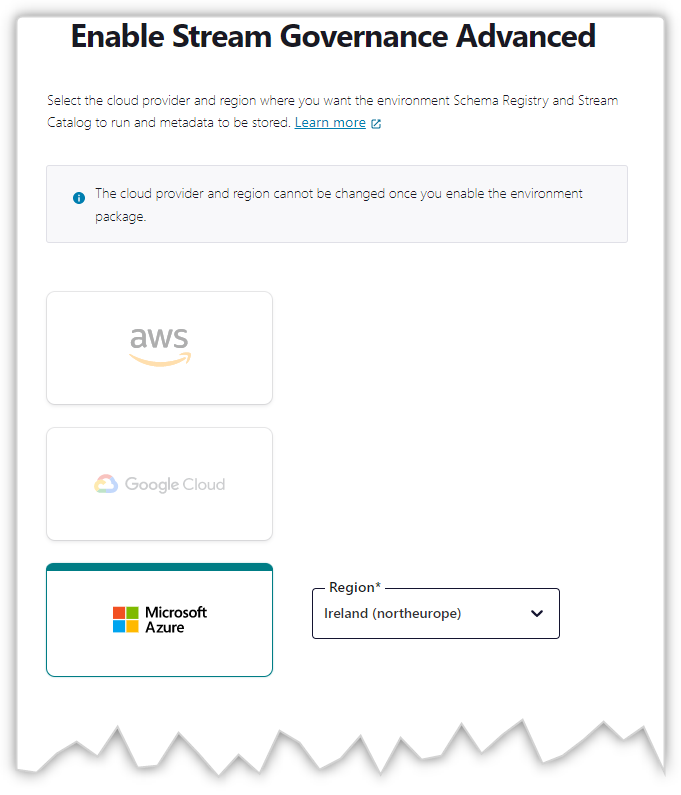 Enable Stream Governance Advanced
Select the cloud provider and region where you want the environment Schema Registry and Stream
Catalog to run and metadata to be stored. Learn more
The cloud provider and region cannot be changed once you enable the environment
package.
aws
Google Cloud
Microsoft
Azure
Region*
Ireland (northeurope)